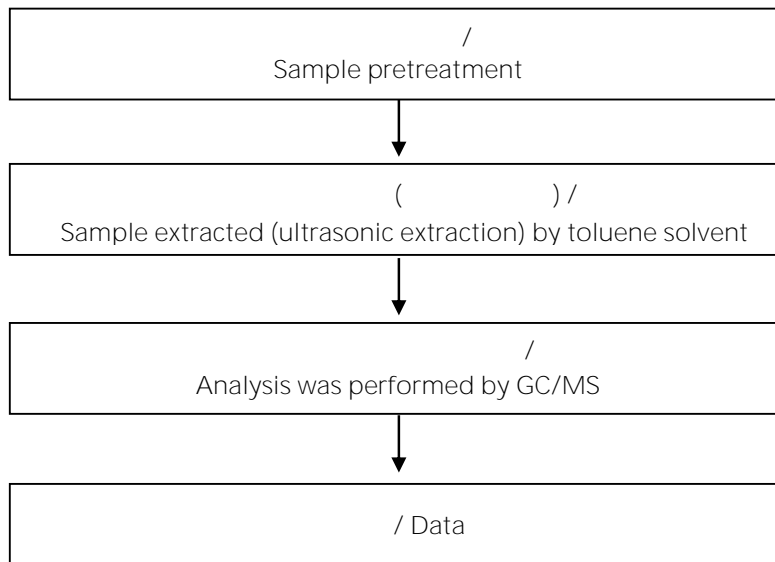 /
Sample pretreatment
( ) /
Sample extracted (ultrasonic extraction) by toluene solvent
/
Analysis was performed by GC/MS
/ Data